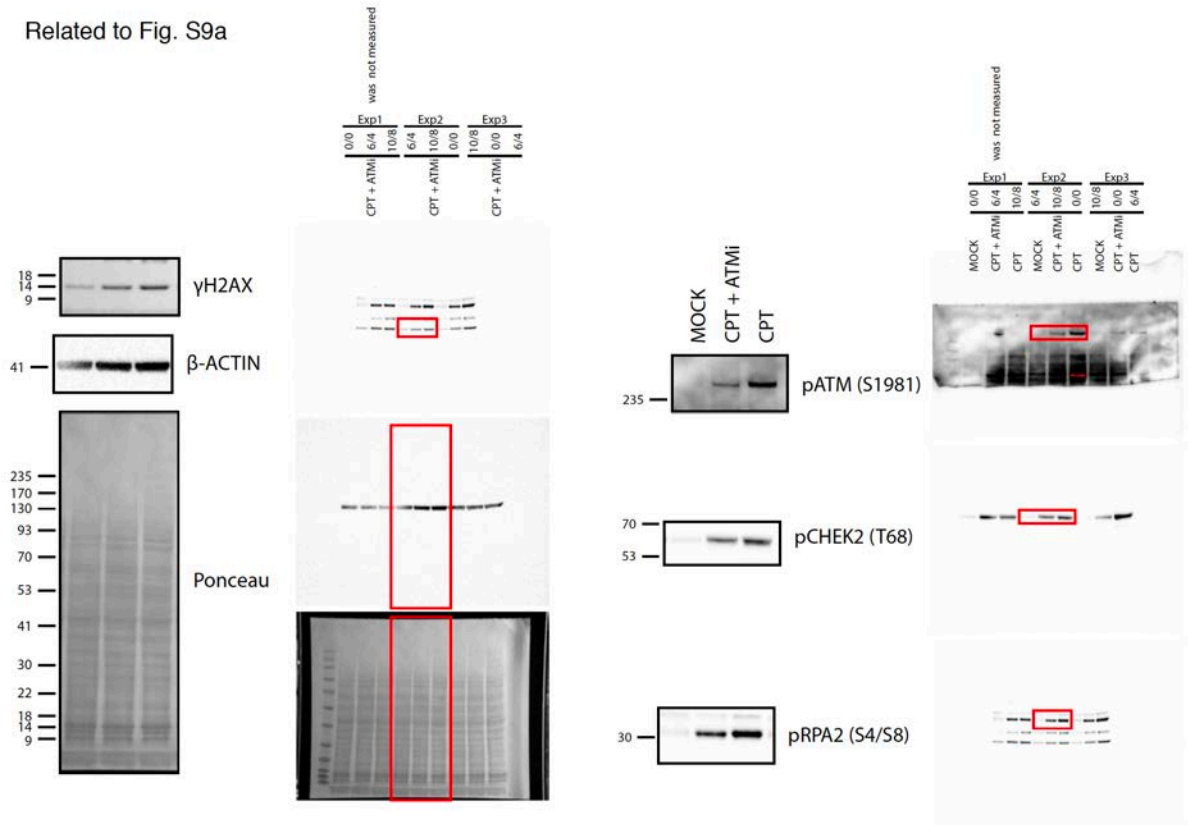 Related to Fig. S9a
was not measured
Exp1 Exp2 Exp3
0/0 6/4 10/8 6/4 10/8 0/0 10/8 0/0 6/4
CPT + ATMi CPT + ATMi CPT + ATMi
18
14
9
γH2AX
41
β-ACTIN
235
170
130
93
70
53
41
30
22
18
14
9
Ponceau
was not measured
Exp1 Exp2 Exp3
0/0 6/4 10/8 6/4 10/8 0/0 10/8 0/0 6/4
MOCK CPT + ATMi CPT MOCK CPT + ATMi CPT MOCK CPT + ATMi CPT
MOCK CPT + ATMi CPT
235
pATM (S1981)
70
53
pCHEK2 (T68)
30
pRPA2 (S4/S8)